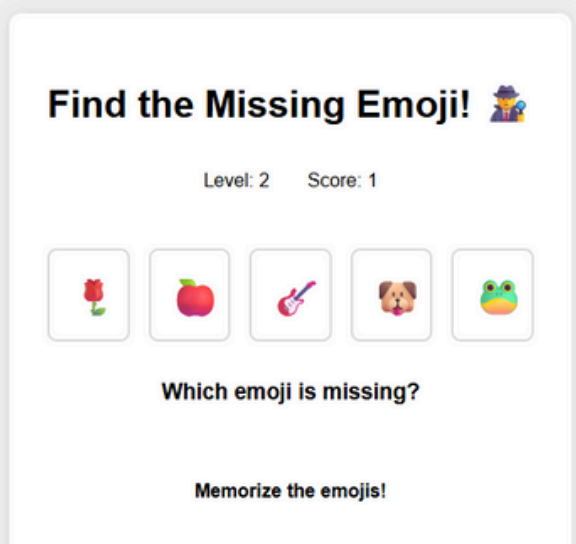 Find the Missing Emoji! 🕵️
Level: 2 Score: 1
Which emoji is missing?
Memorize the emojis!